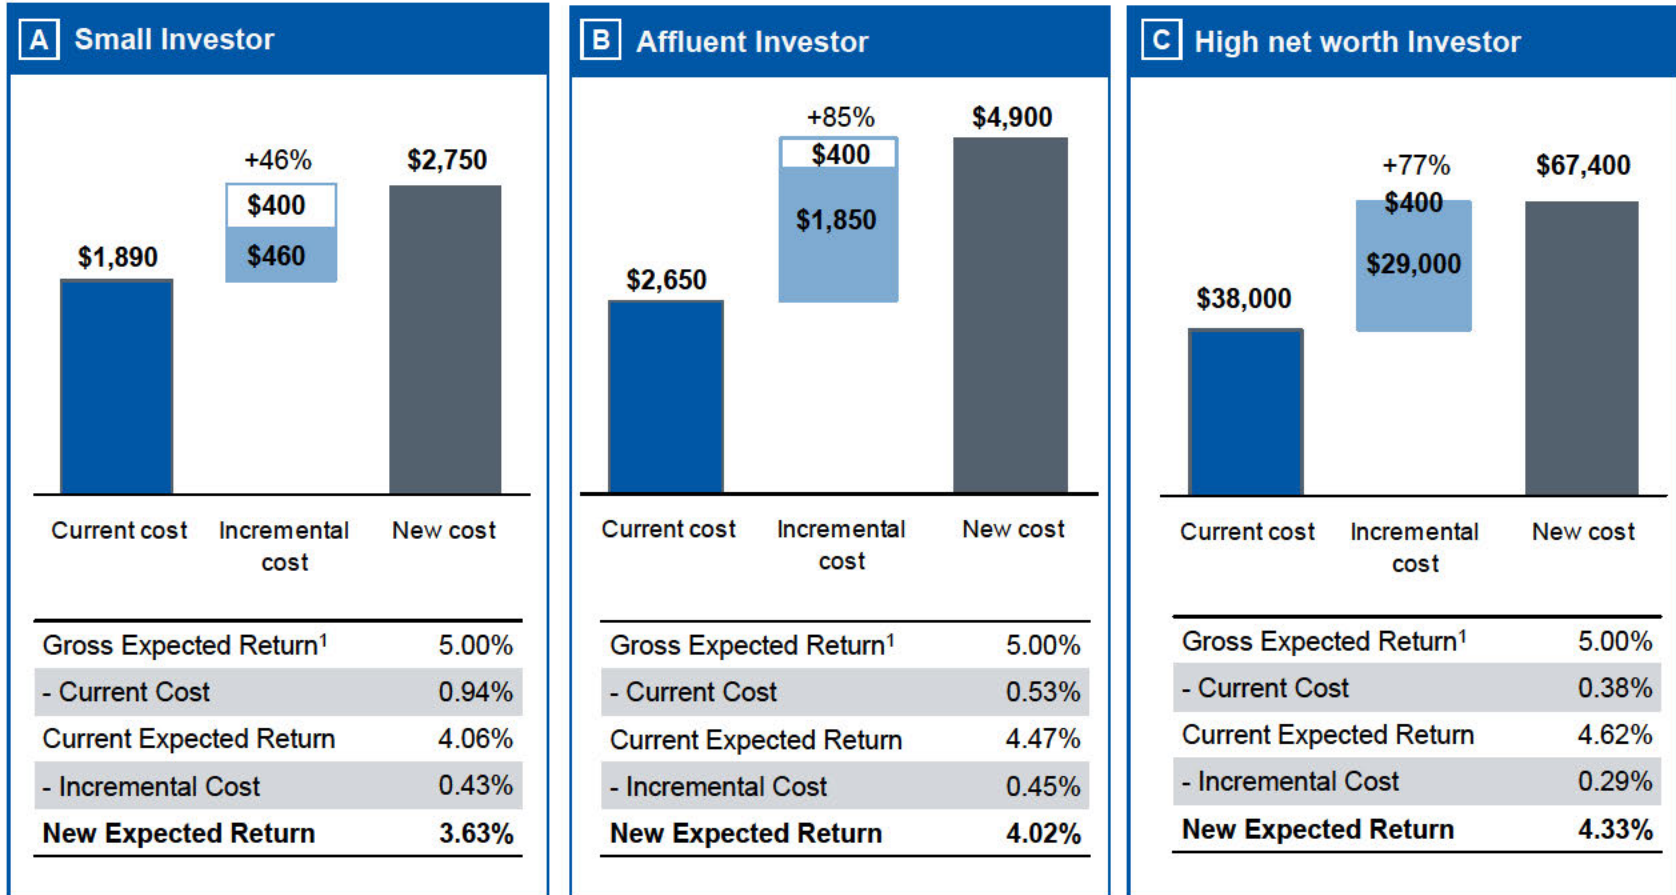 A Small Investor
+46%
$2,750
$400
$1,890
$460
Current cost
Incremental
cost
New cost
Gross Expected Return¹ 5.00%
- Current Cost 0.94%
Current Expected Return 4.06%
- Incremental Cost 0.43%
New Expected Return 3.63%
B Affluent Investor
+85%
$4,900
$400
$1,850
$2,650
Current cost
Incremental
cost
New cost
Gross Expected Return¹ 5.00%
- Current Cost 0.53%
Current Expected Return 4.47%
- Incremental Cost 0.45%
New Expected Return 4.02%
C High net worth Investor
+77%
$67,400
$400
$29,000
$38,000
Current cost
Incremental
cost
New cost
Gross Expected Return¹ 5.00%
- Current Cost 0.38%
Current Expected Return 4.62%
- Incremental Cost 0.29%
New Expected Return 4.33%